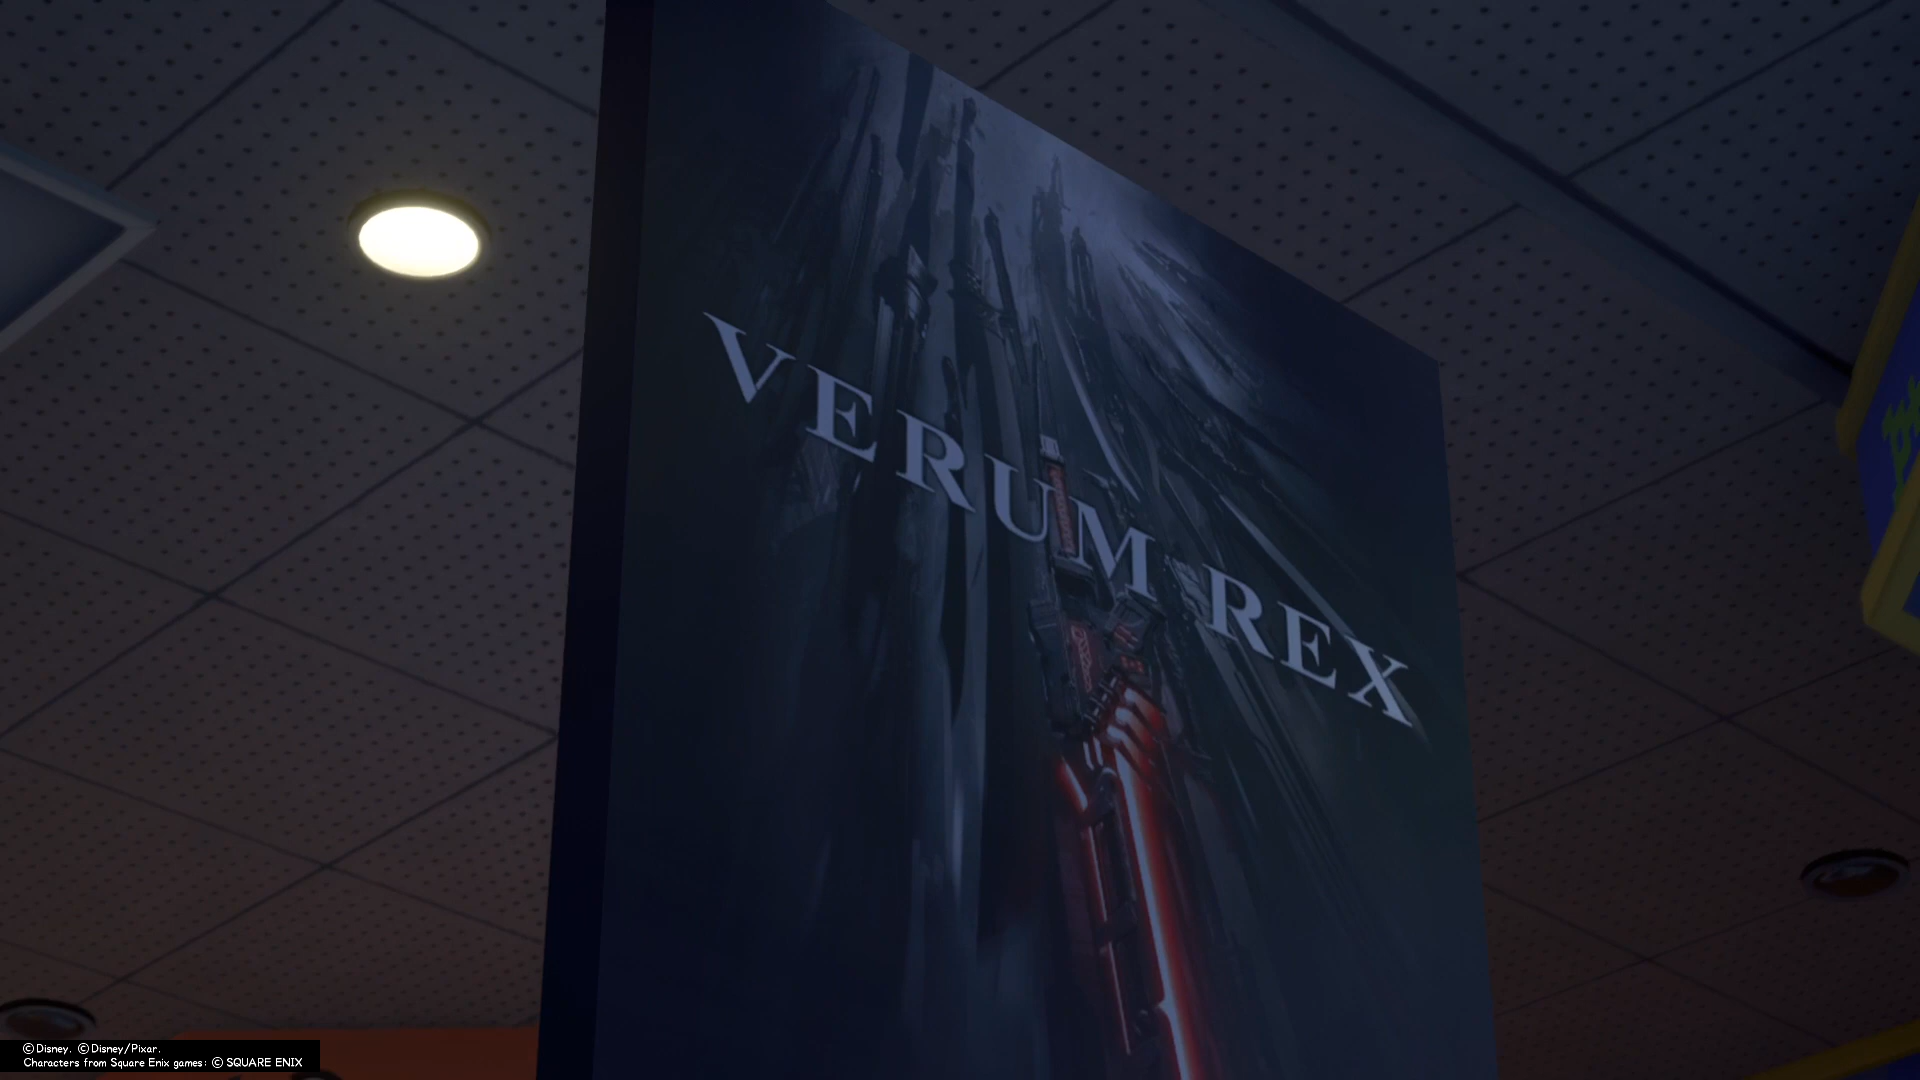 VERUM REX
©Disney. ©Disney/Pixar.
Characters from Square Enix games: © SQUARE ENIX